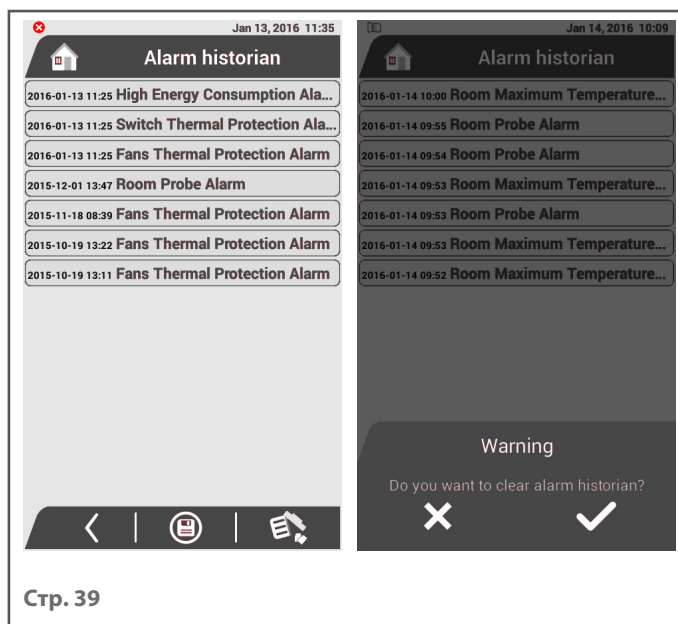 Jan 13, 2016 11:35
Alarm historian
2016-01-13 11:25 High Energy Consumption Ala...
2016-01-13 11:25 Switch Thermal Protection Ala...
2016-01-13 11:25 Fans Thermal Protection Alarm
2015-12-01 13:47 Room Probe Alarm
2015-11-18 08:39 Fans Thermal Protection Alarm
2015-10-19 13:22 Fans Thermal Protection Alarm
2015-10-19 13:11 Fans Thermal Protection Alarm
Jan 14, 2016 10:09
Alarm historian
2016-01-14 10:00 Room Maximum Temperature...
2016-01-14 09:55 Room Probe Alarm
2016-01-14 09:54 Room Probe Alarm
2016-01-14 09:53 Room Maximum Temperature...
2016-01-14 09:53 Room Probe Alarm
2016-01-14 09:53 Room Maximum Temperature...
2016-01-14 09:52 Room Maximum Temperature...
Warning
Do you want to clear alarm historian?
Стр. 39